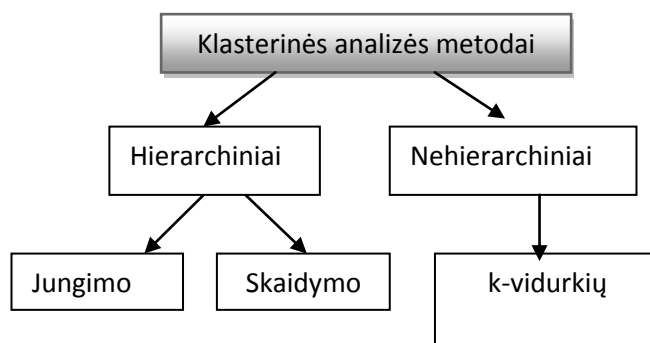 Klasterinės analizės metodai
Hierarchiniai
Nehierarchiniai
Jungimo
Skaidymo
k-vidurkių